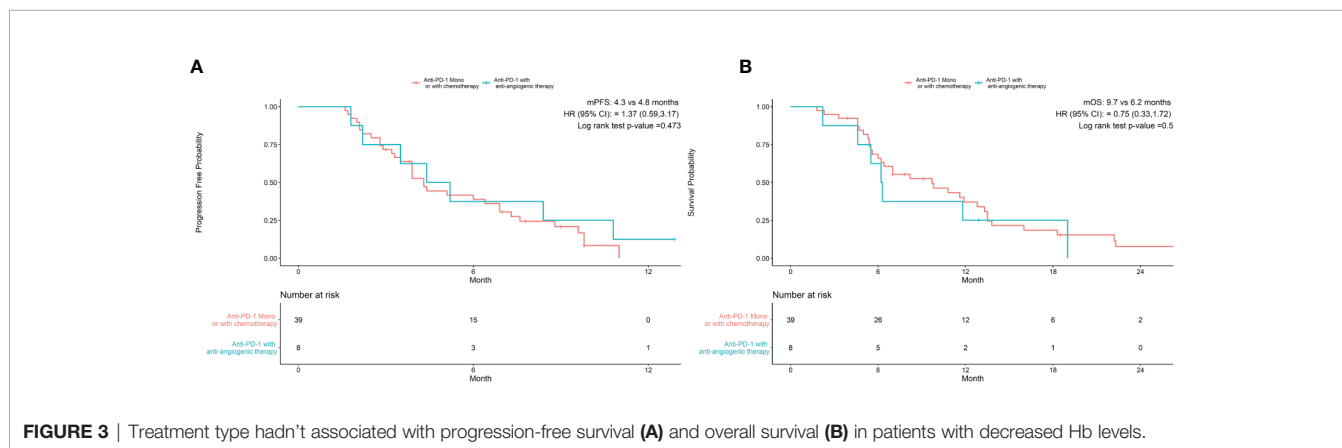 A
Anti-PD-1 Mono
or with chemotherapy
Anti-PD-1 with
anti-angiogenic therapy
mPFS: 4.3 vs 4.8 months
HR (95% CI): = 1.37 (0.59,3.17)
Log rank test p-value =0.473
Progression Free Probability
1.00
0.75
0.50
0.25
0.00
0 6 12
Month
Number at risk
Anti-PD-1 Mono
or with chemotherapy
39 15 0
Anti-PD-1 with
anti-angiogenic therapy
8 3 1
0 6 12
Month
B
Anti-PD-1 Mono
or with chemotherapy
Anti-PD-1 with
anti-angiogenic therapy
mOS: 9.7 vs 6.2 months
HR (95% CI): = 0.75 (0.33,1.72)
Log rank test p-value =0.5
Survival Probability
1.00
0.75
0.50
0.25
0.00
0 6 12 18 24
Month
Number at risk
Anti-PD-1 Mono
or with chemotherapy
39 26 12 6 2
Anti-PD-1 with
anti-angiogenic therapy
8 5 2 1 0
0 6 12 18 24
Month
FIGURE 3 | Treatment type hadn’t associated with progression-free survival (A) and overall survival (B) in patients with decreased Hb levels.